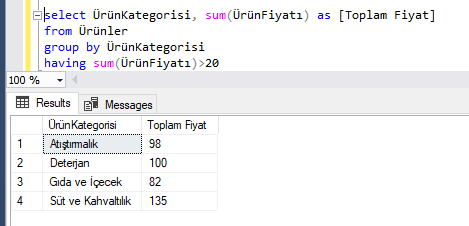 select ÜrünKategorisi, sum(ÜrünFiyatı) as [Toplam Fiyat]
from Ürünler
group by ÜrünKategorisi
having sum(ÜrünFiyatı)>20
100 %
Results Messages
ÜrünKategorisi Toplam Fiyat
1 Atıştırmalık 98
2 Deterjan 100
3 Gıda ve İçecek 82
4 Süt ve Kahvaltılık 135